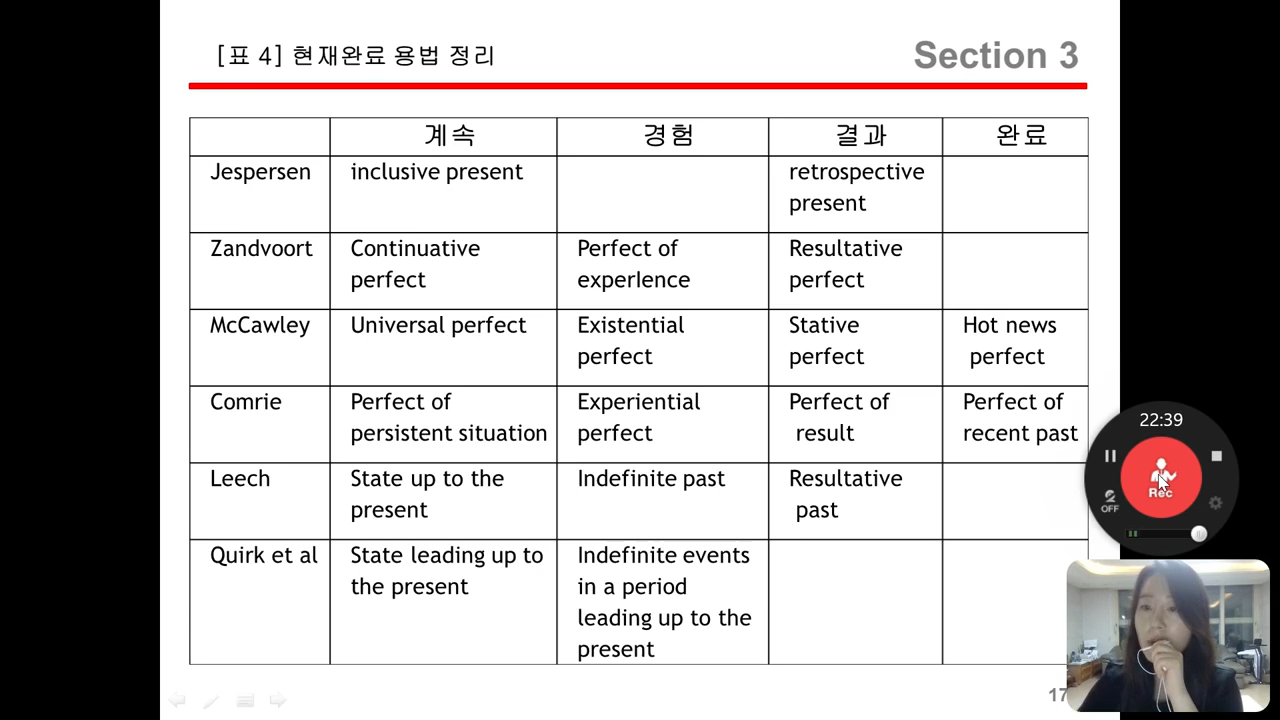 [표 4] 현재완료 용법 정리
Section 3
계속 경험 결과 완료
Jespersen inclusive present retrospective
present
Zandvoort Continuative Perfect of Resultative
perfect experlence perfect
McCawley Universal perfect Existential Stative Hot news
perfect perfect perfect
Comrie Perfect of Experiential Perfect of Perfect of
persistent situation perfect result recent past
Leech State up to the Indefinite past Resultative
present past
Quirk et al State leading up to Indefinite events
the present in a period
leading up to the
present
22:39
Rec
OFF
17